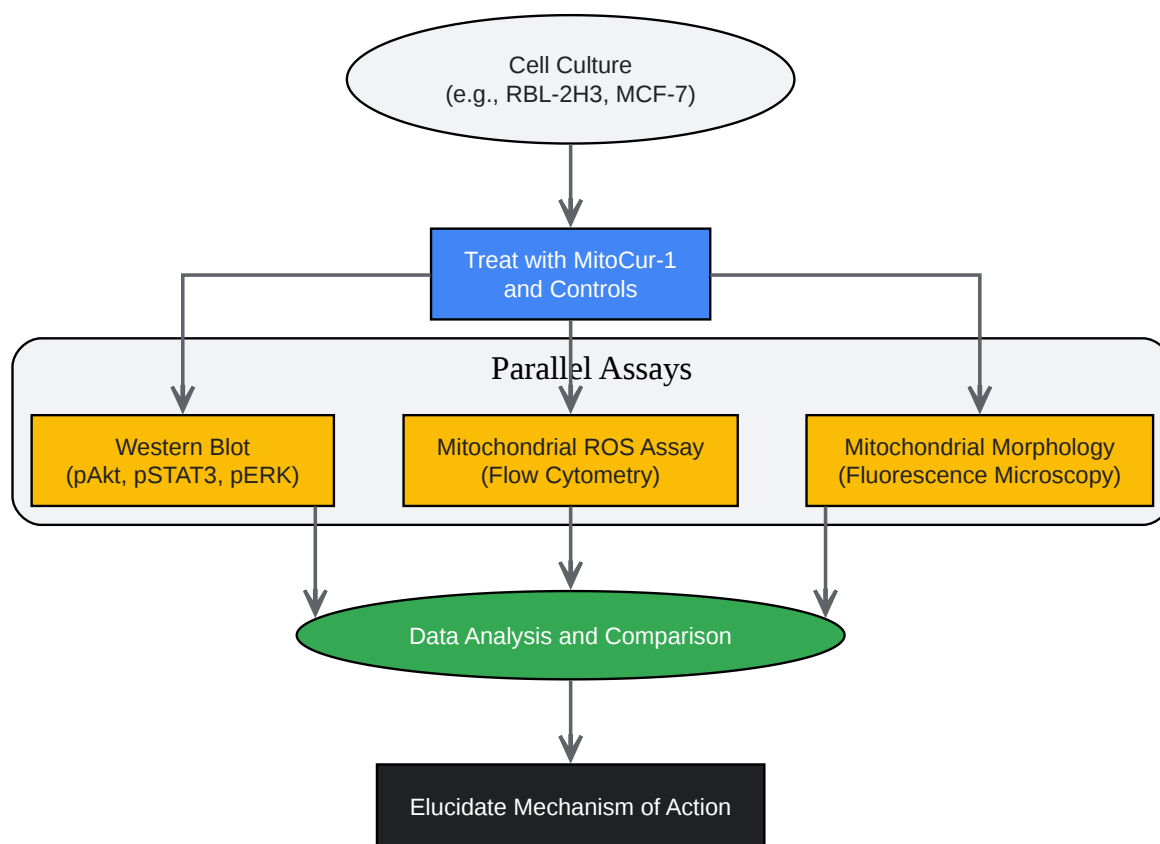 Cell Culture
(e.g., RBL-2H3, MCF-7)
Treat with MitoCur-1
and Controls
Parallel Assays
Western Blot
(pAkt, pSTAT3, pERK)
Mitochondrial ROS Assay
(Flow Cytometry)
Mitochondrial Morphology
(Fluorescence Microscopy)
Data Analysis and Comparison
Elucidate Mechanism of Action